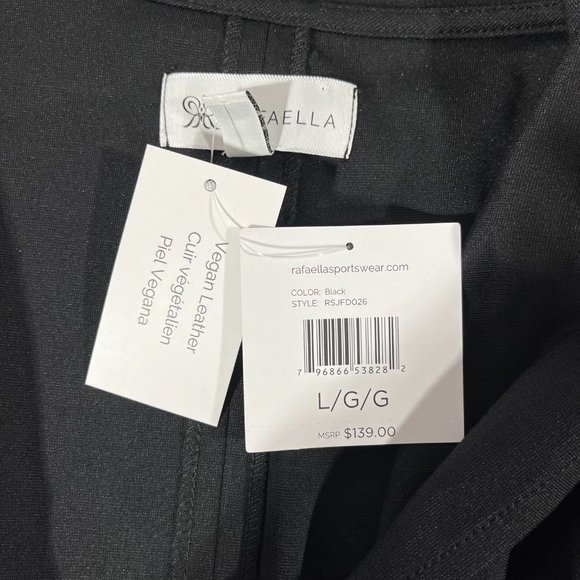 FAELLA
Vegan Leather
Cuir végétalien
Piel Vegana
rafaellasportswear.com
COLOR: Black
STYLE: RSJFD026
7 96866 53828 2
L/G/G
MSRP $139.00